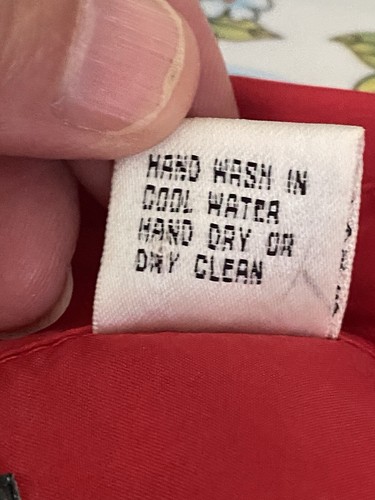 HAND WASH IN
COOL WATER
HAND DRY OR
DRY CLEAN